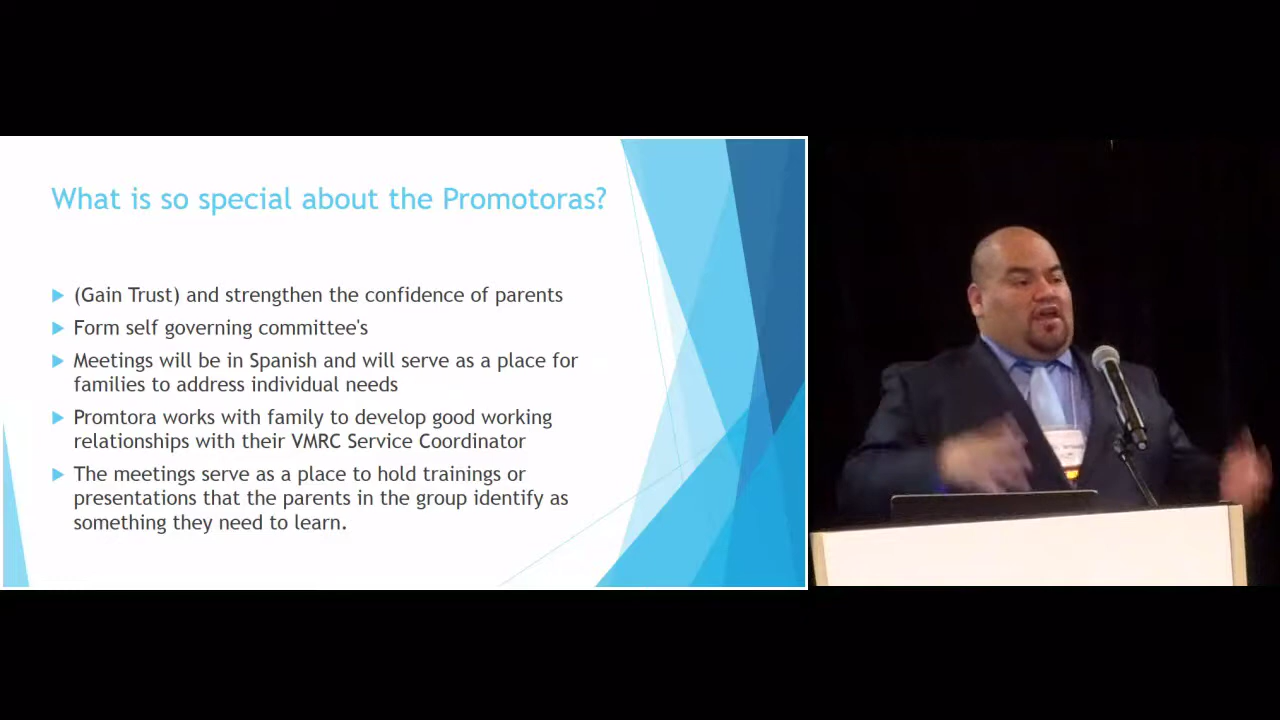 What is so special about the Promotoras?
(Gain Trust) and strengthen the confidence of parents
Form self governing committee's
Meetings will be in Spanish and will serve as a place for
families to address individual needs
Promtora works with family to develop good working
relationships with their VMRC Service Coordinator
The meetings serve as a place to hold trainings or
presentations that the parents in the group identify as
something they need to learn.